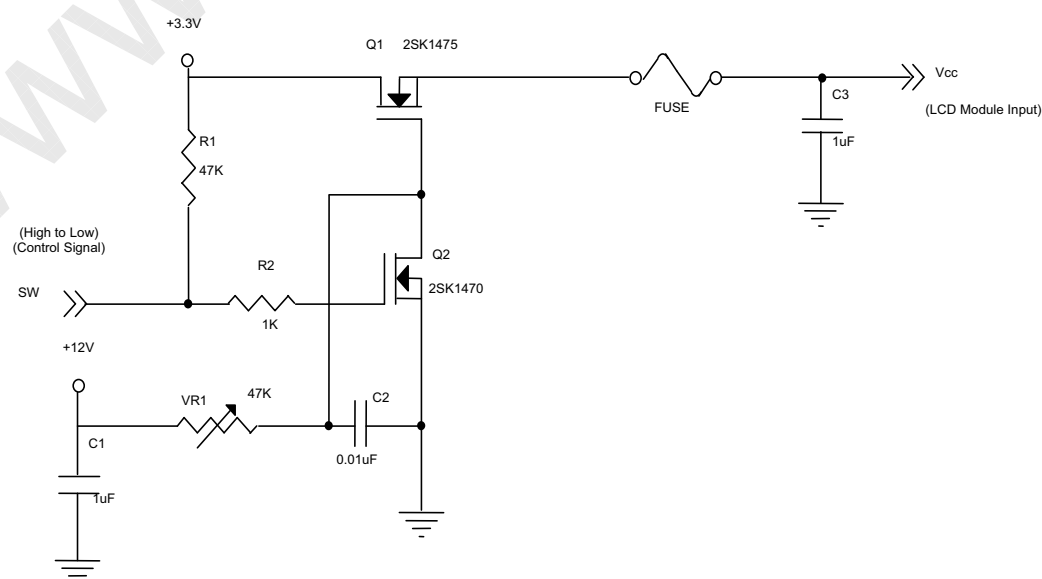 +3.3V
Q1 2SK1475
Vcc
C3
(LCD Module Input)
FUSE
1uF
R1
47K
(High to Low)
(Control Signal)
Q2
R2
2SK1470
SW
1K
+12V
47K
VR1
C2
C1
0.01uF
1uF